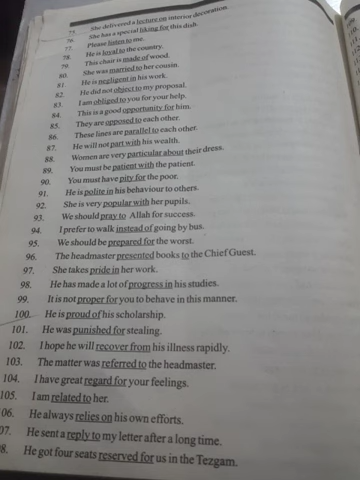 75. She delivered a lecture on interior decoration.
76. She has a special liking for this dish.
77. Please listen to me.
78. He is loyal to the country.
79. This chair is made of wood.
80. She was married to her cousin.
81 He is negligent in his work.
82. He did not object to my proposal.
83. I am obliged to you for your help.
84. This is a good opportunity for him.
85. They are opposed to each other.
86. These lines are parallel to each other.
87. He will not part with his wealth.
88. Women are very particular about their dress.
89. You must be patient with the patient.
90. You must have pity for the poor.
91. He is polite in his behaviour to others.
92. She is very popular with her pupils.
93. We should pray to Allah for success.
94. I prefer to walk instead of going by bus.
95. We should be prepared for the worst.
96. The headmaster presented books to the Chief Guest.
97. She takes pride in her work.
98. He has made a lot of progress in his studies.
99. It is not proper for you to behave in this manner.
100. He is proud of his scholarship.
101. He was punished for stealing.
102. I hope he will recover from his illness rapidly.
103. The matter was referred to the headmaster.
104. I have great regard for your feelings.
105. I am related to her.
06. He always relies on his own efforts.
07. He sent a reply to my letter after a long time.
8. He got four seats reserved for us in the Tezgam.